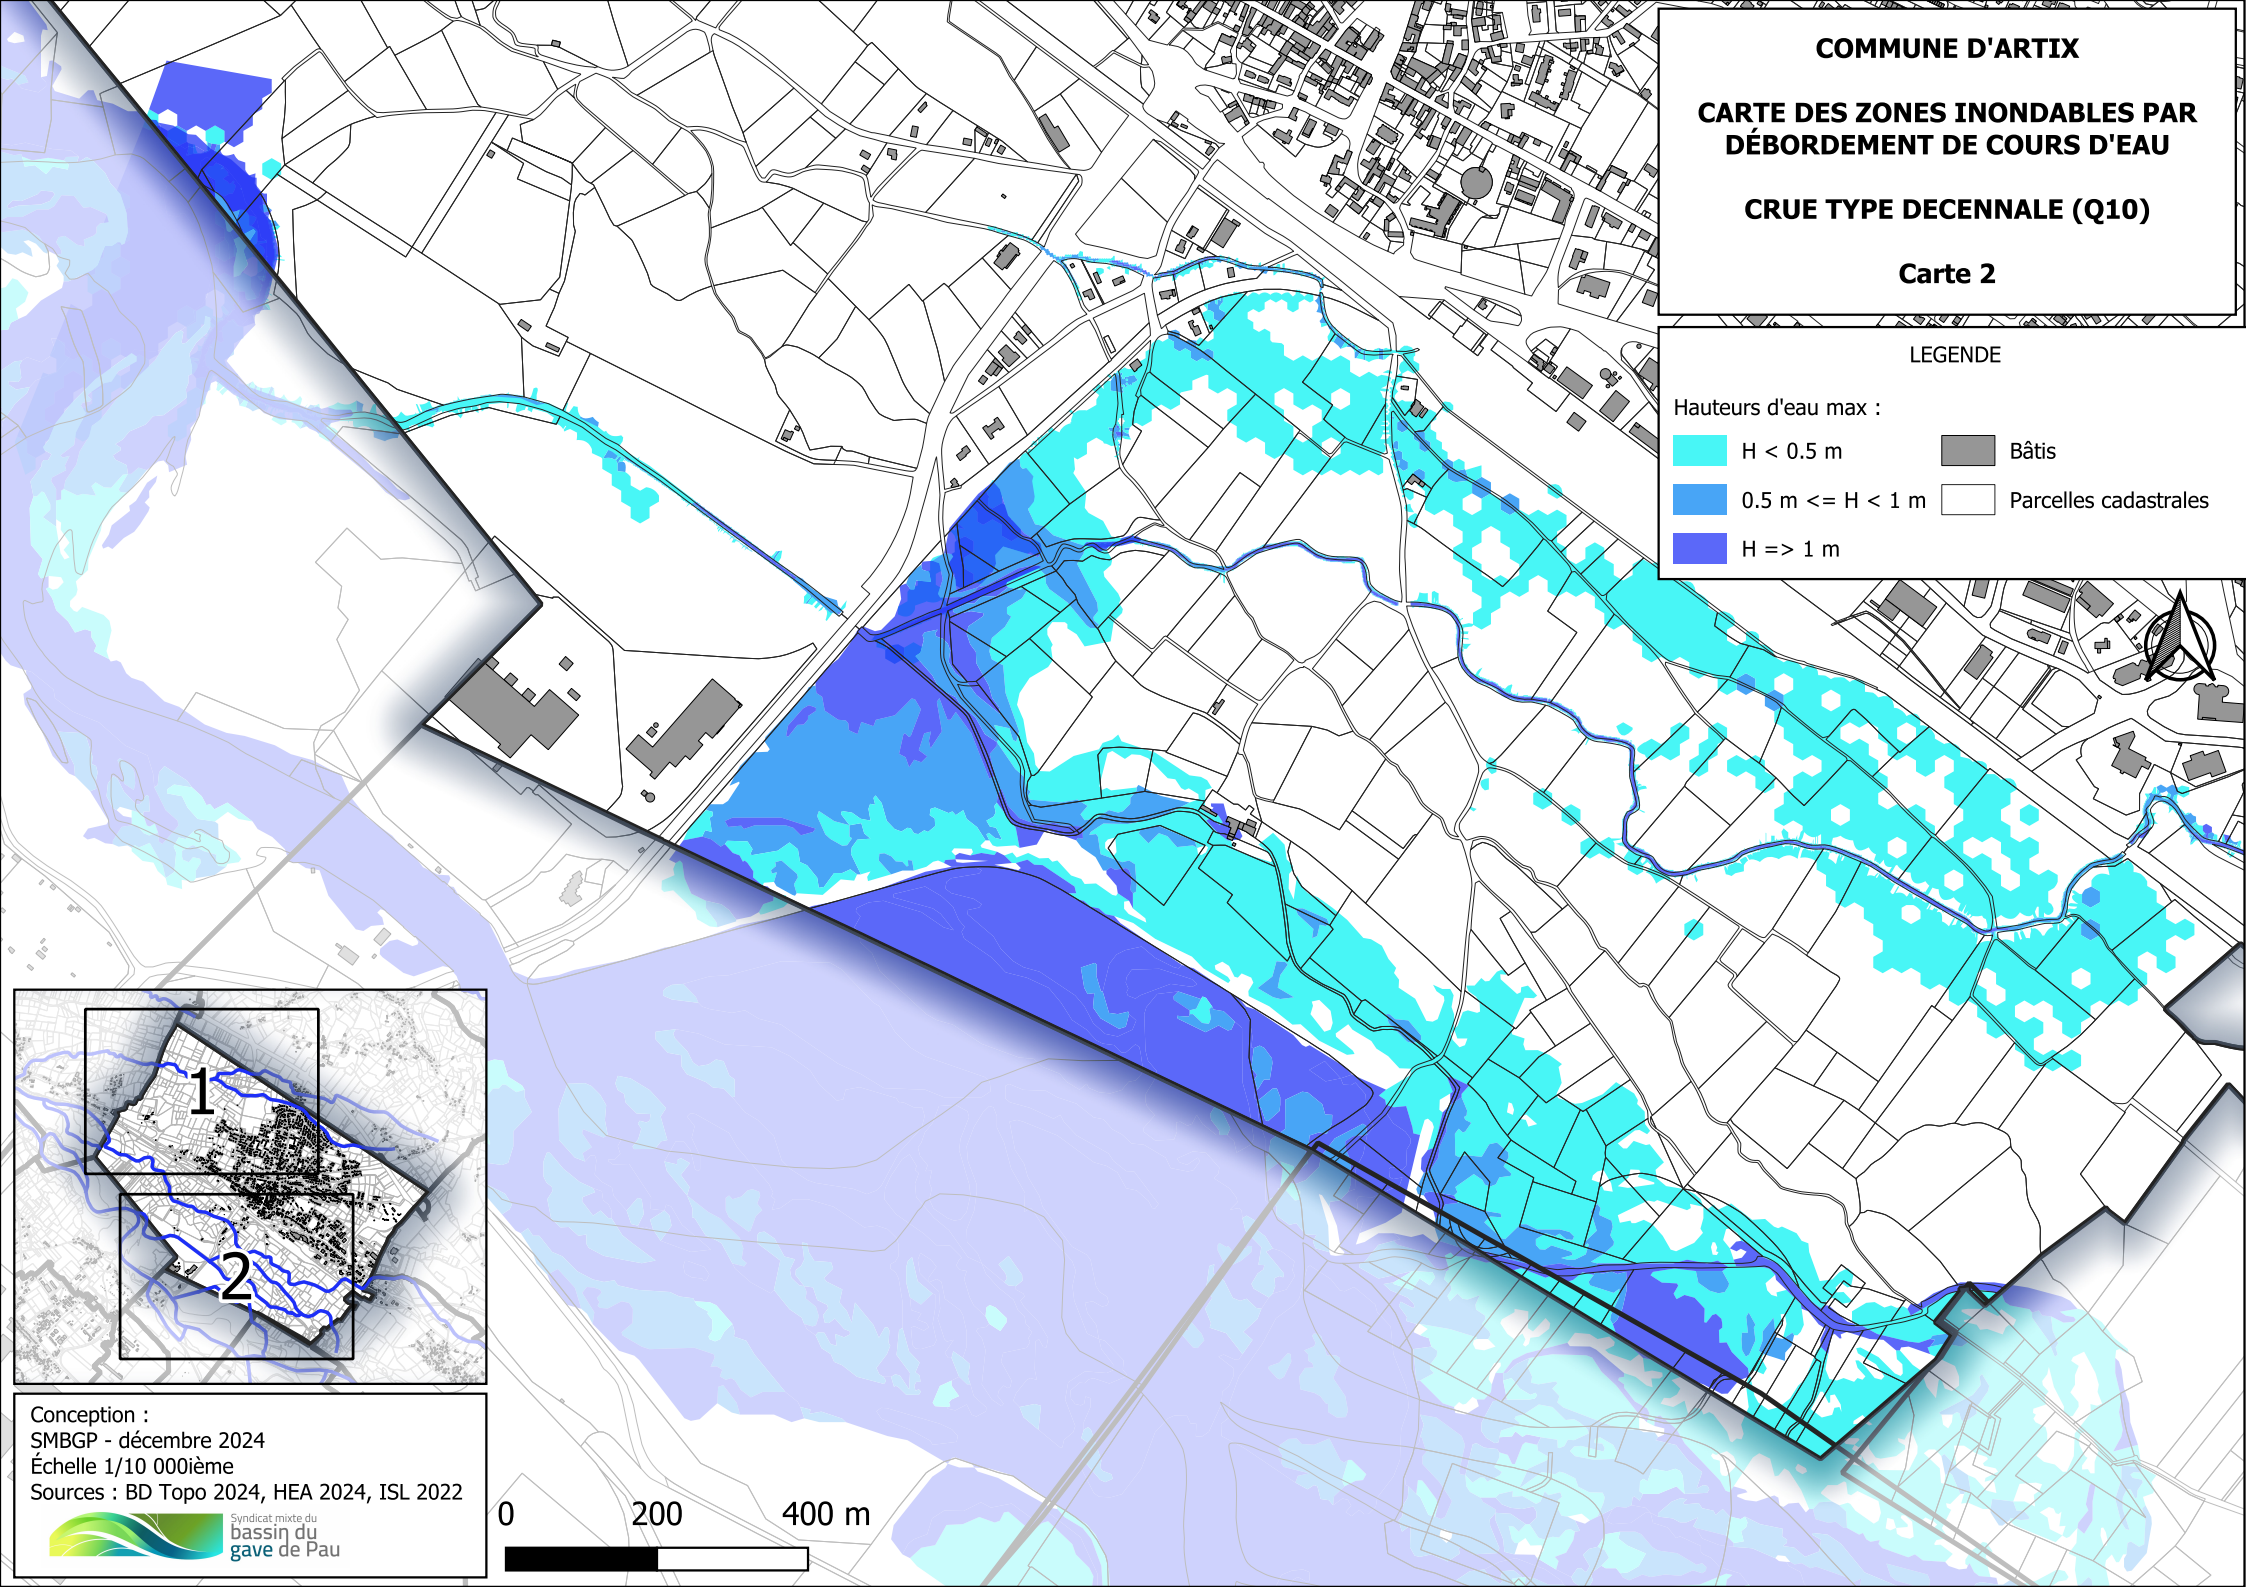 COMMUNE D'ARTIX
CARTE DES ZONES INONDABLES PAR
DÉBORDEMENT DE COURS D'EAU
CRUE TYPE DECENNALE (Q10)
Carte 2
LEGENDE
Hauteurs d'eau max :
H < 0.5 m
Bâtis
0.5 m <= H < 1 m
Parcelles cadastrales
H => 1 m
1
2
Conception :
SMBGP - décembre 2024
Échelle 1/10 000ième
Sources : BD Topo 2024, HEA 2024, ISL 2022
Syndicat mixte du
bassin du
gave de Pau
0 200 400 m